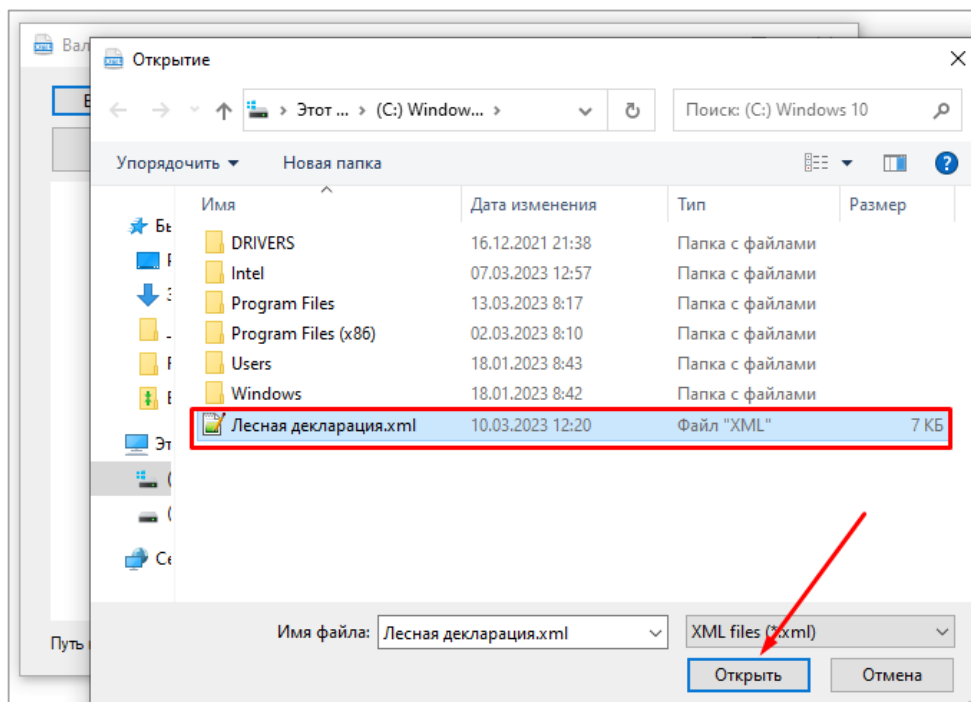 Открытие
Этот ... > (C:) Window... >
Поиск: (C:) Windows 10
Упорядочить
Новая папка
Имя Дата изменения Тип Размер
DRIVERS 16.12.2021 21:38 Папка с файлами
Intel 07.03.2023 12:57 Папка с файлами
Program Files 13.03.2023 8:17 Папка с файлами
Program Files (x86) 02.03.2023 8:10 Папка с файлами
Users 18.01.2023 8:43 Папка с файлами
Windows 18.01.2023 8:42 Папка с файлами
Лесная декларация.xml 10.03.2023 12:20 Файл "XML" 7 КБ
Имя файла: Лесная декларация.xml XML files (*.xml)
Путь
Открыть Отмена